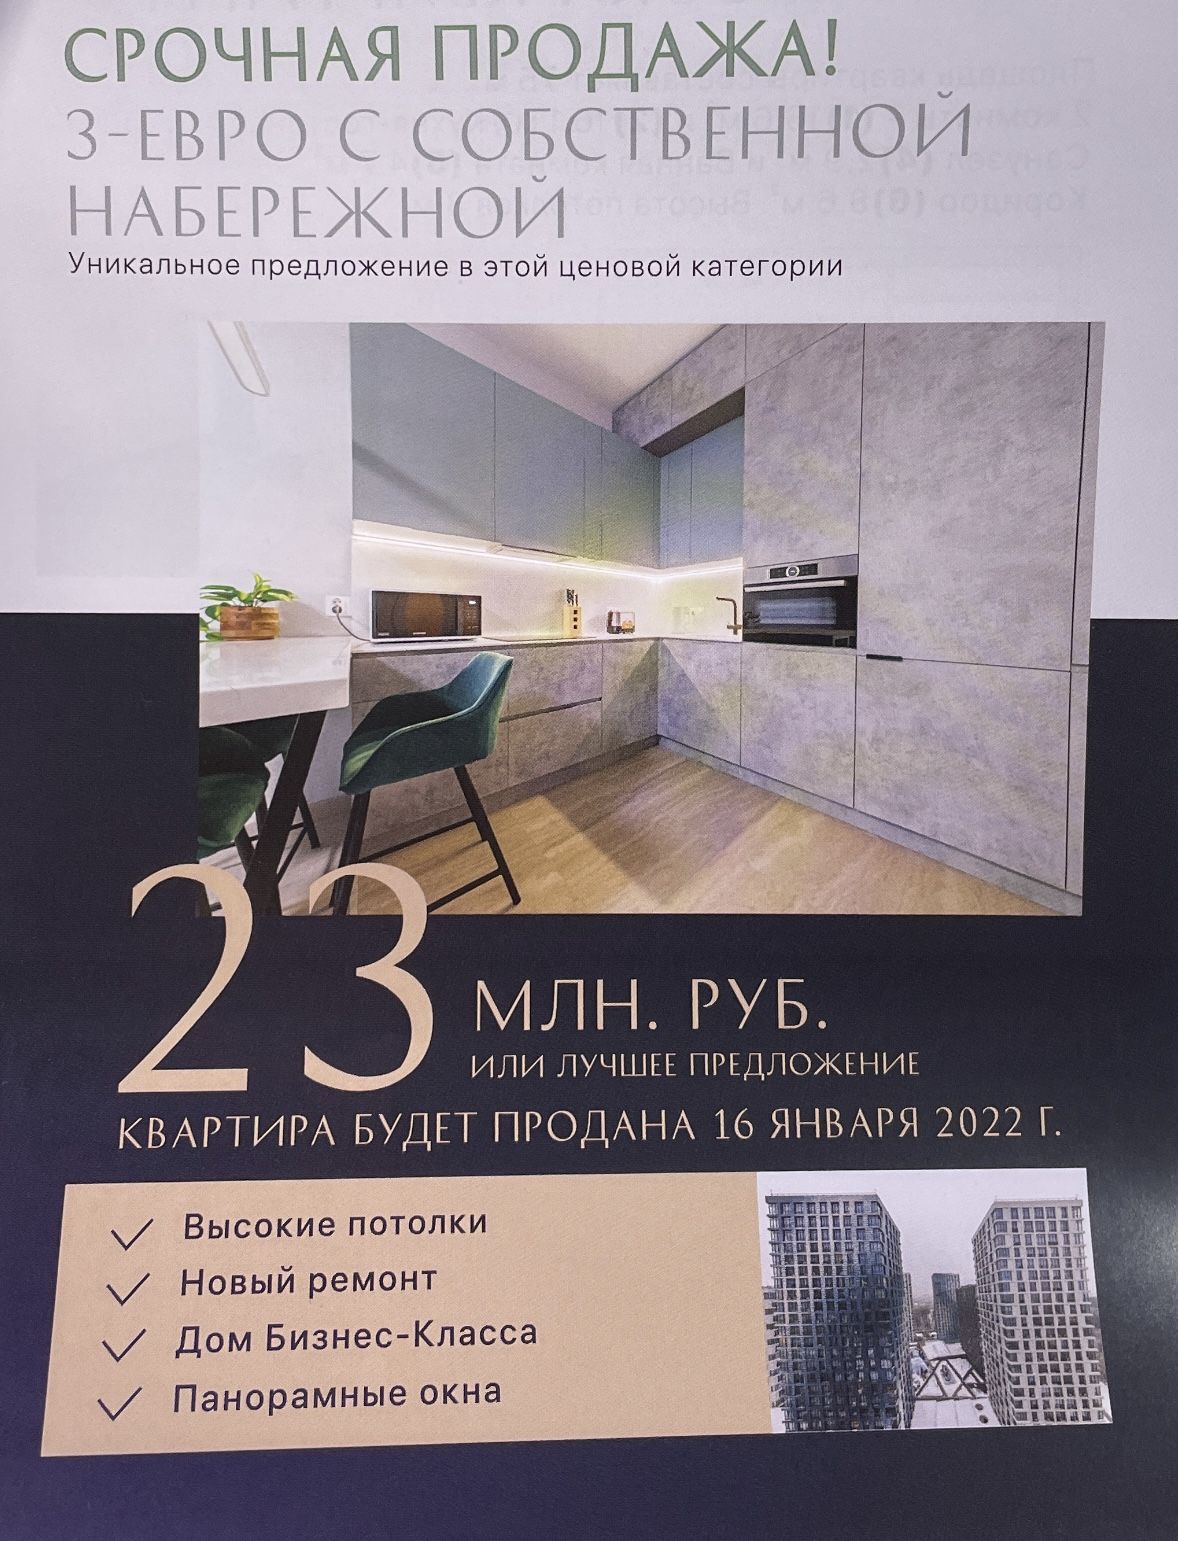 СРОЧНАЯ ПРОДАЖА!
3-ЕВРО С СОБСТВЕННОЙ
НАБЕРЕЖНОЙ
Уникальное предложение в этой ценовой категории
23
МЛН. РУБ.
ИЛИ ЛУЧШЕЕ ПРЕДЛОЖЕНИЕ
КВАРТИРА БУДЕТ ПРОДАНА 16 ЯНВАРЯ 2022 Г.
Высокие потолки
Новый ремонт
Дом Бизнес-Класса
Панорамные окна